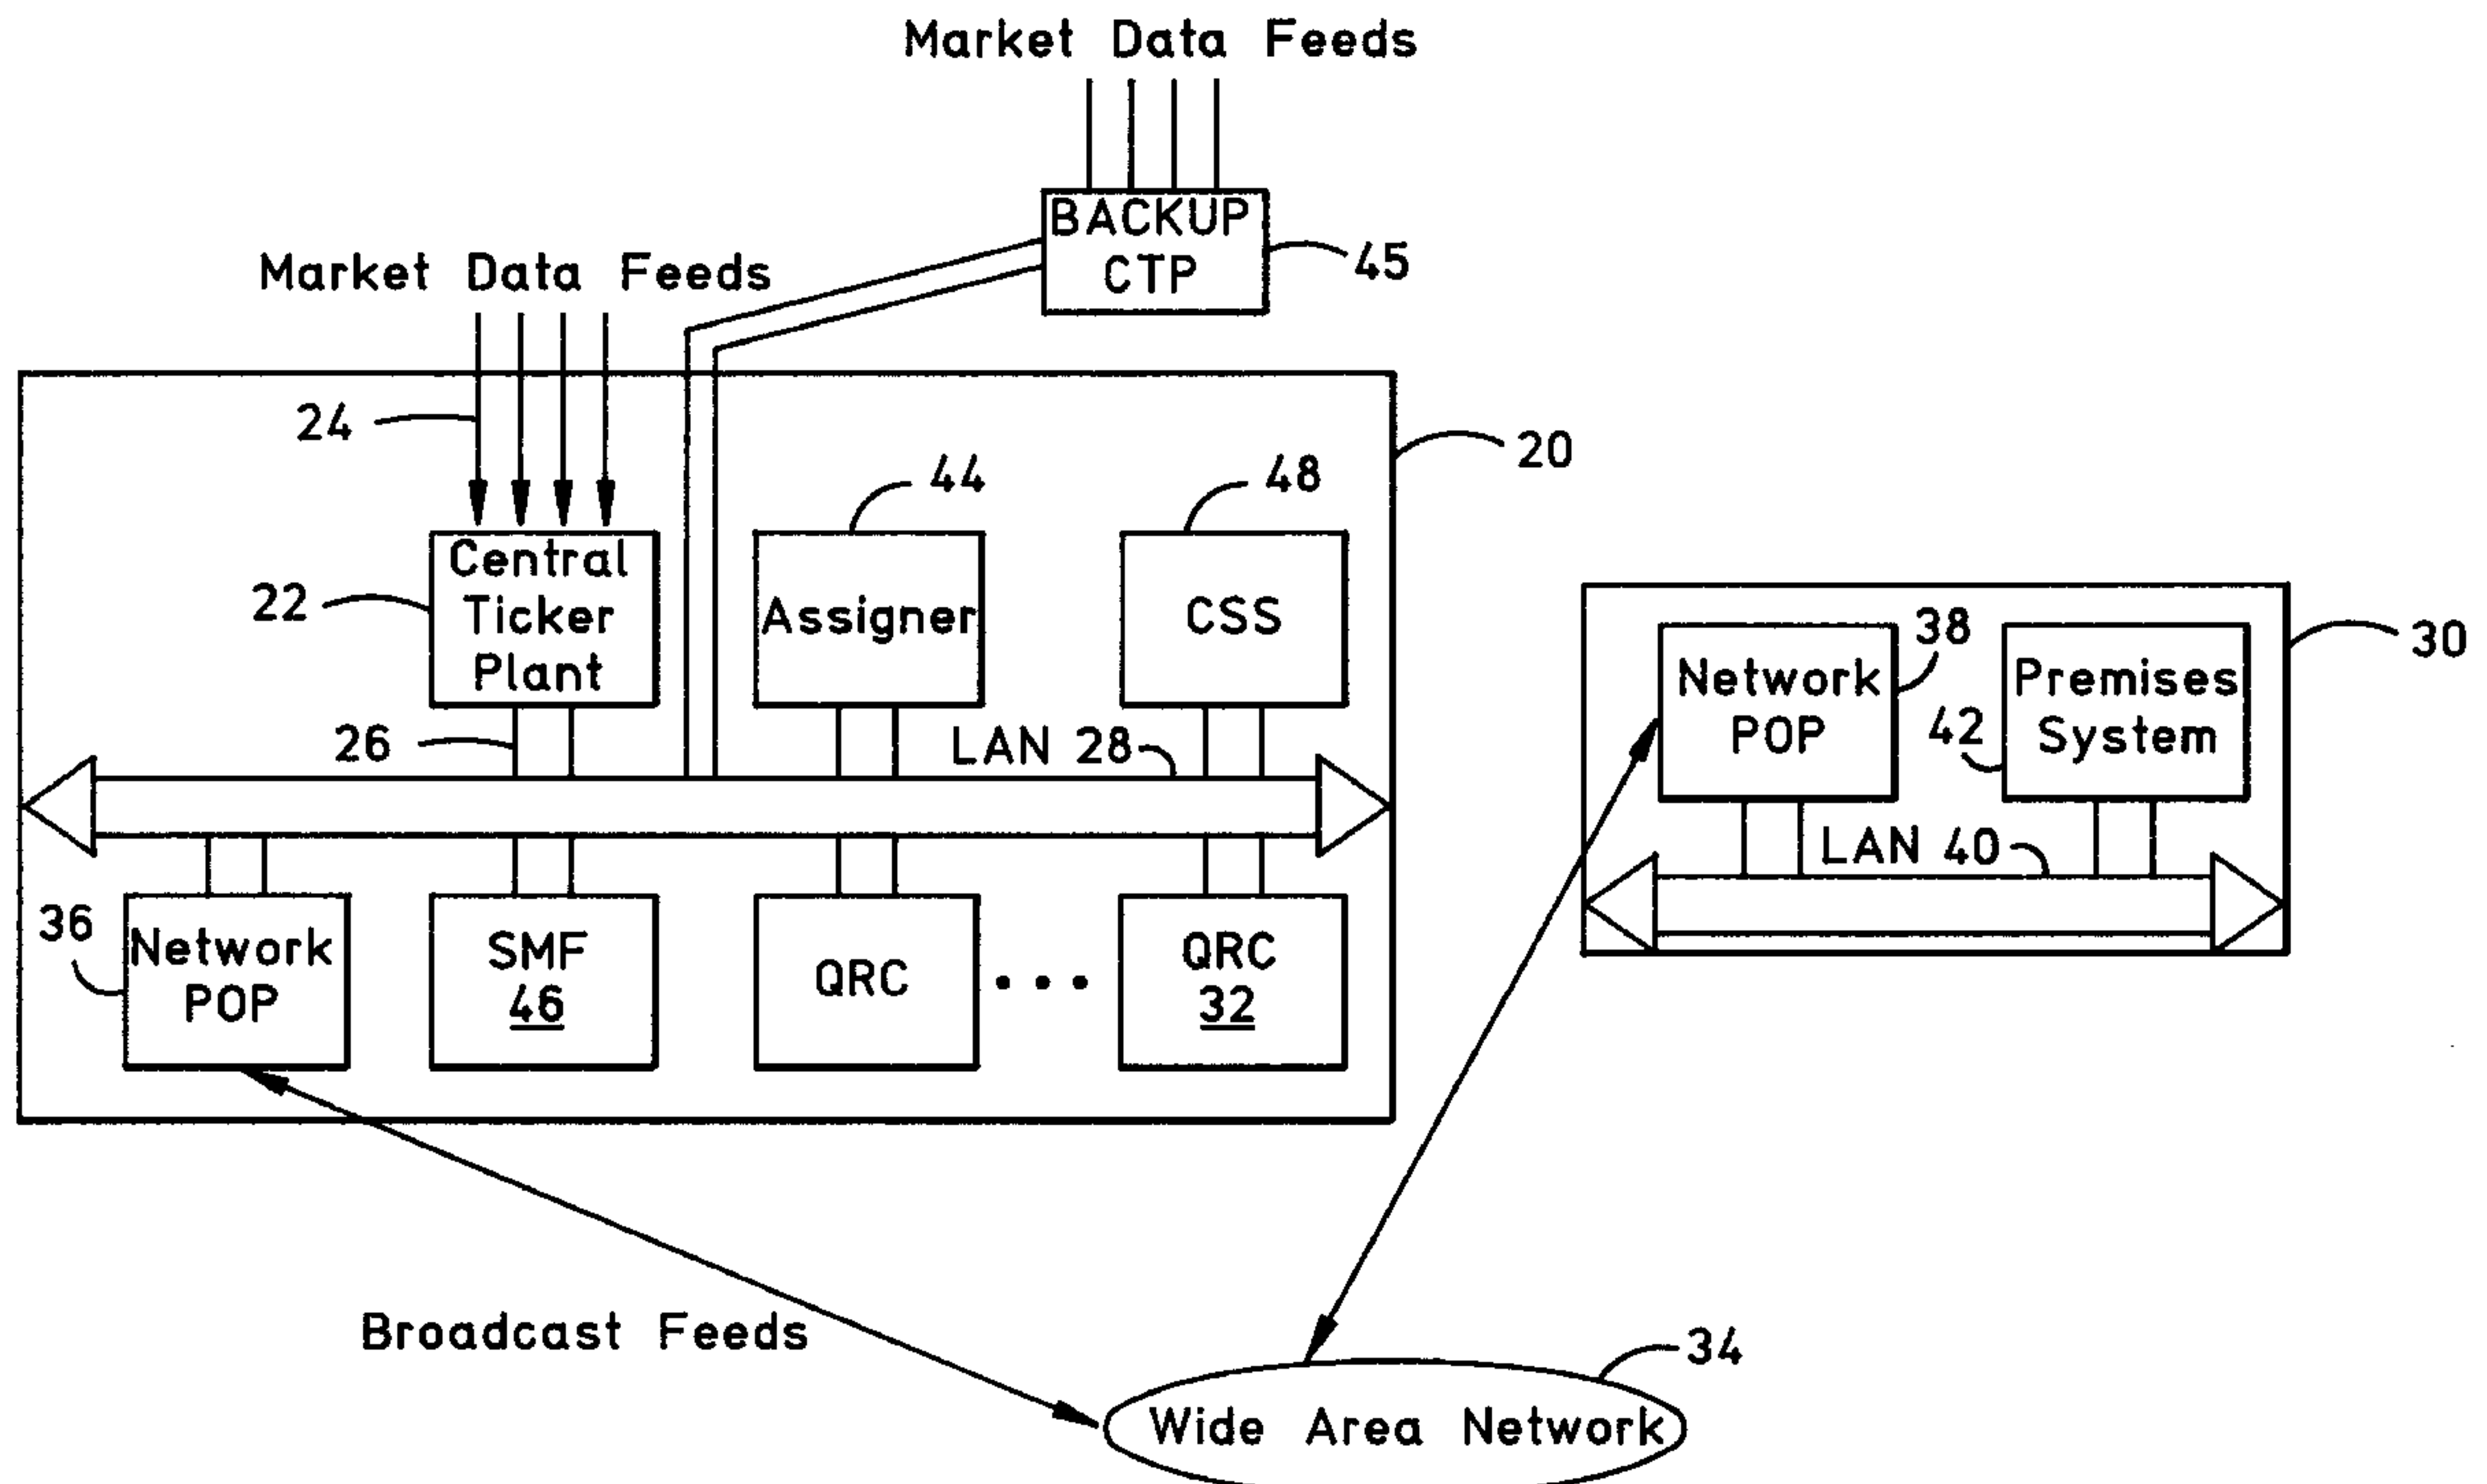 Market Data Feeds
BACKUP
CTP
45
Market Data Feeds
24
20
44
48
Central
Ticker
Plant
22
Assigner
CSS
26
LAN 28
38
30
Network
POP
Premises
System
42
LAN 40
36
Network
POP
SMF
46
QRC
• • •
QRC
32
Broadcast Feeds
34
Wide Area Network